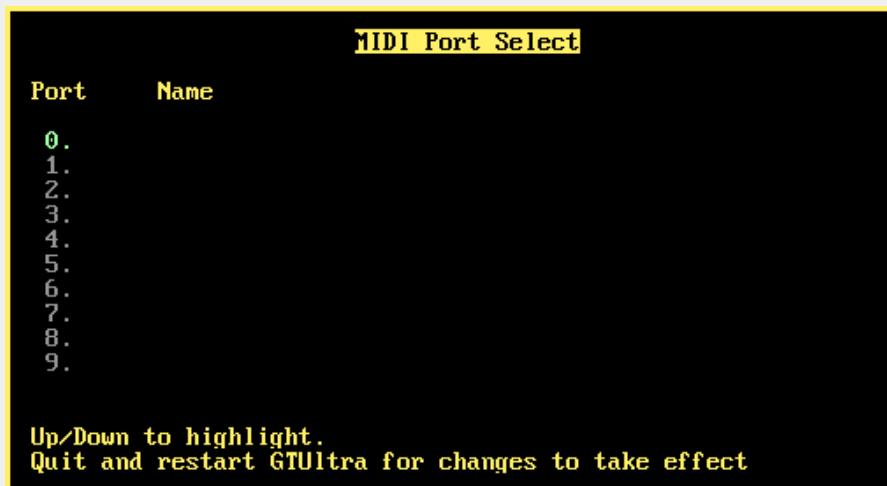 MIDI Port Select
Port Name
0.
1.
2.
3.
4.
5.
6.
7.
8.
9.
Up/Down to highlight.
Quit and restart GTUltra for changes to take effect